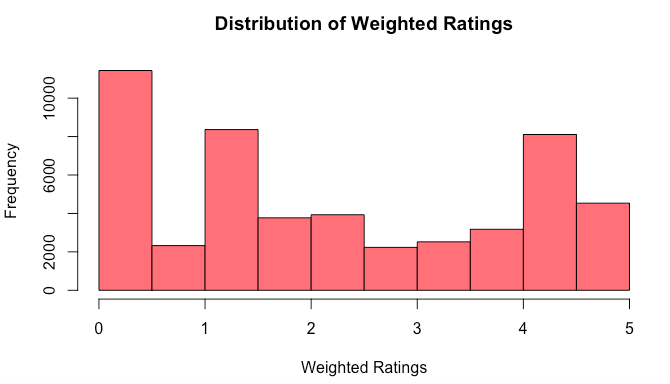 Distribution of Weighted Ratings
Frequency
10000
6000
2000
0
0 1 2 3 4 5
Weighted Ratings